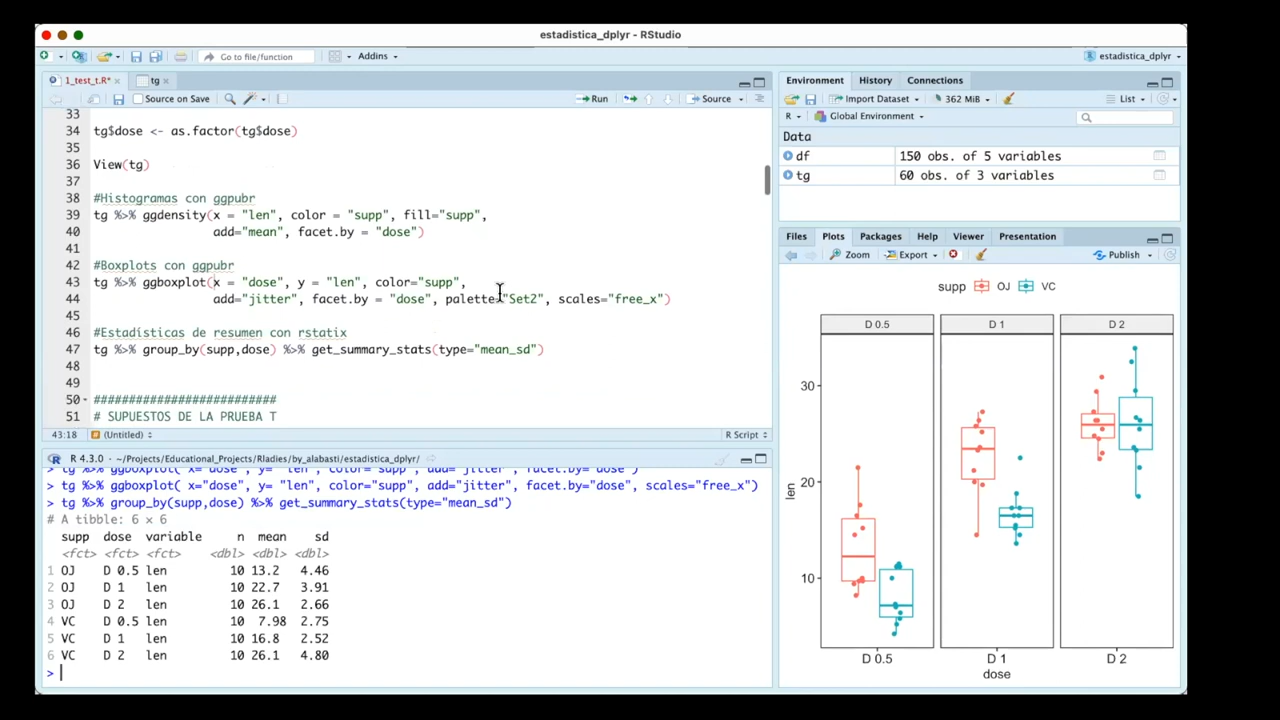 estadistica_dplyr - RStudio
Go to file/function
Addins
estadistica_dplyr
1_test_t.R*
tg
Source on Save
Run
Source
33
34 tg$dose <- as.factor(tg$dose)
35
36 View(tg)
37
38 #Histogramas con ggpubr
39 tg %>% ggdensity(x = "len", color = "supp", fill="supp",
40 add="mean", facet.by = "dose")
41
42 #Boxplots con ggpubr
43 tg %>% ggboxplot(x = "dose", y = "len", color="supp",
44 add="jitter", facet.by = "dose", palette="Set2", scales="free_x")
45
46 #Estadísticas de resumen con rstatix
47 tg %>% group_by(supp,dose) %>% get_summary_stats(type="mean_sd")
48
49
50 #########################
51 # SUPUESTOS DE LA PRUEBA T
43:18 (Untitled) R Script
R 4.3.0 · ~/Projects/Educational_Projects/Rladies/by_alabasti/estadistica_dplyr/
> tg %>% ggboxplot( x="dose", y= "len", color="supp", add="jitter", facet.by="dose")
> tg %>% ggboxplot( x="dose", y= "len", color="supp", add="jitter", facet.by="dose", scales="free_x")
> tg %>% group_by(supp,dose) %>% get_summary_stats(type="mean_sd")
# A tibble: 6 × 6
supp dose variable n mean sd
<fct> <fct> <fct> <dbl> <dbl> <dbl>
1 OJ D 0.5 len 10 13.2 4.46
2 OJ D 1 len 10 22.7 3.91
3 OJ D 2 len 10 26.1 2.66
4 VC D 0.5 len 10 7.98 2.75
5 VC D 1 len 10 16.8 2.52
6 VC D 2 len 10 26.1 4.80
>
Environment History Connections
Import Dataset 362 MiB List
R Global Environment
Data
df 150 obs. of 5 variables
tg 60 obs. of 3 variables
Files Plots Packages Help Viewer Presentation
Zoom Export Publish
supp OJ VC
D 0.5 D 1 D 2
30
20
10
len
D 0.5 D 1 D 2
dose